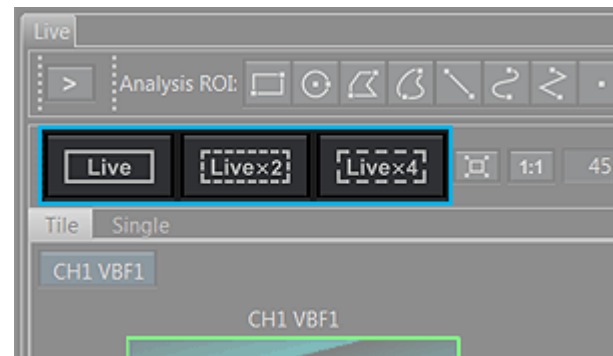 Live
> Analysis ROI:
Live Live×2 Live×4 1:1 45
Tile Single
CH1 VBF1
CH1 VBF1